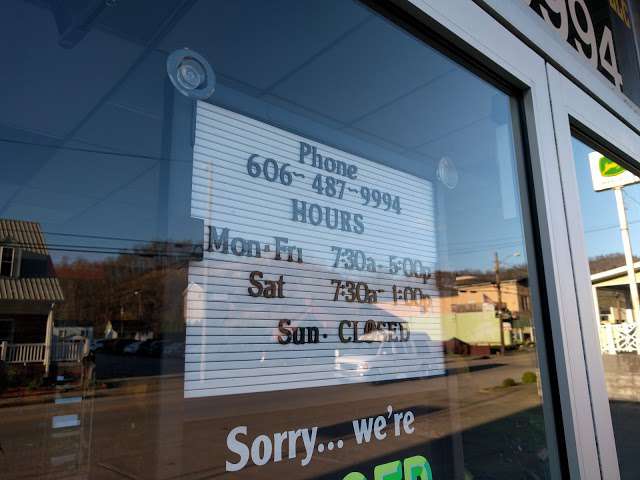 994
Phone
606-487-9994
HOURS
Mon-Fri 7:30a-5:00p
Sat 7:30a-1:00p
Sun. CLOSED
Sorry... we're